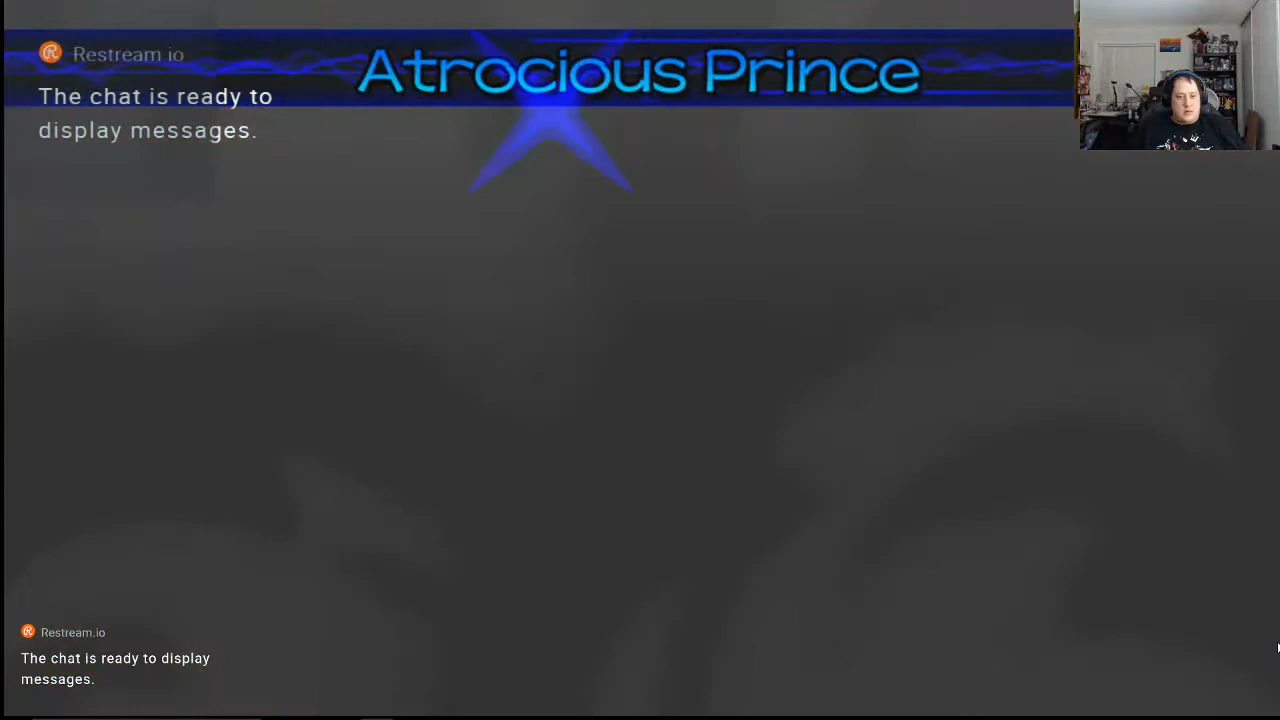 Restream io
Atrocious Prince
The chat is ready to
display messages.
Restream.io
The chat is ready to display
messages.